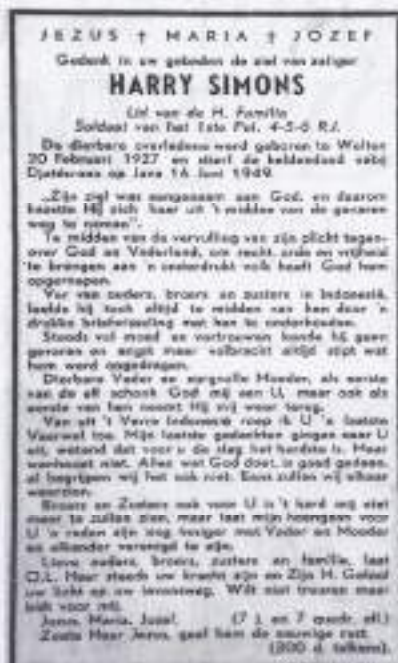 JEZUS † MARIA † JOZEF
Gedenk in uw gebeden de ziel van zaliger
HARRY SIMONS
Lid van de H. Familie
Soldaat van het 1ste Pel. 4-5-6 R.I.
De dierbare overledene werd geboren te
20 Februari 1927 en stierf de heldendood nabij
op Java 16 Juni 1949.
„Zijn ziel was aangenaam aan God, en daarom
haastte Hij zich haar uit 't midden van de gevaren
weg te nemen".
Te midden van de vervulling van zijn plicht tegen-
over God en Vaderland, om recht, orde en vrijheid
te brengen aan 'n onderdrukt volk heeft God hem
opgeroepen.
Ver van ouders, broers en zusters in Indonesië,
leefde hij toch altijd te midden van hen door 'n
drukke briefwisseling met hen te onderhouden.
Steeds vol moed en vertrouwen kende hij geen
gevaren en angst maar volbracht altijd stipt wat
hem werd opgedragen.
Dierbare Vader en zorgvolle Moeder, als eerste
van de elf schonk God mij aan U, maar ook als
eerste van hen neemt Hij mij weer terug.
Van uit 't Verre Indonesië roep ik U 'n laatste
Vaarwel toe. Mijn laatste gedachten gingen naar U
uit, wetend dat voor u de slag het hardste is. Maar
wanhoopt niet. Alles wat God doet, is goed gedaan,
al begrijpen wij het ook niet. Eens zullen wij elkaar
weerzien.
Broers en Zusters ook voor U is 't hard mij niet
meer te zullen zien, maar laat mijn heengaan voor
U 'n reden zijn nog inniger met Vader en Moeder
en elkander verenigd te zijn.
Lieve ouders, broers, zusters en familie, laat
O.L. Heer steeds uw kracht zijn en Zijn H. Geloof
uw licht op uw levensweg. Wilt niet treuren maar
bidt voor mij.
Jezus, Maria, Jozef. (7 j. en 7 quadr. afl.)
Zoete Heer Jezus, geef hem de eeuwige rust.
(300 d. telkens).